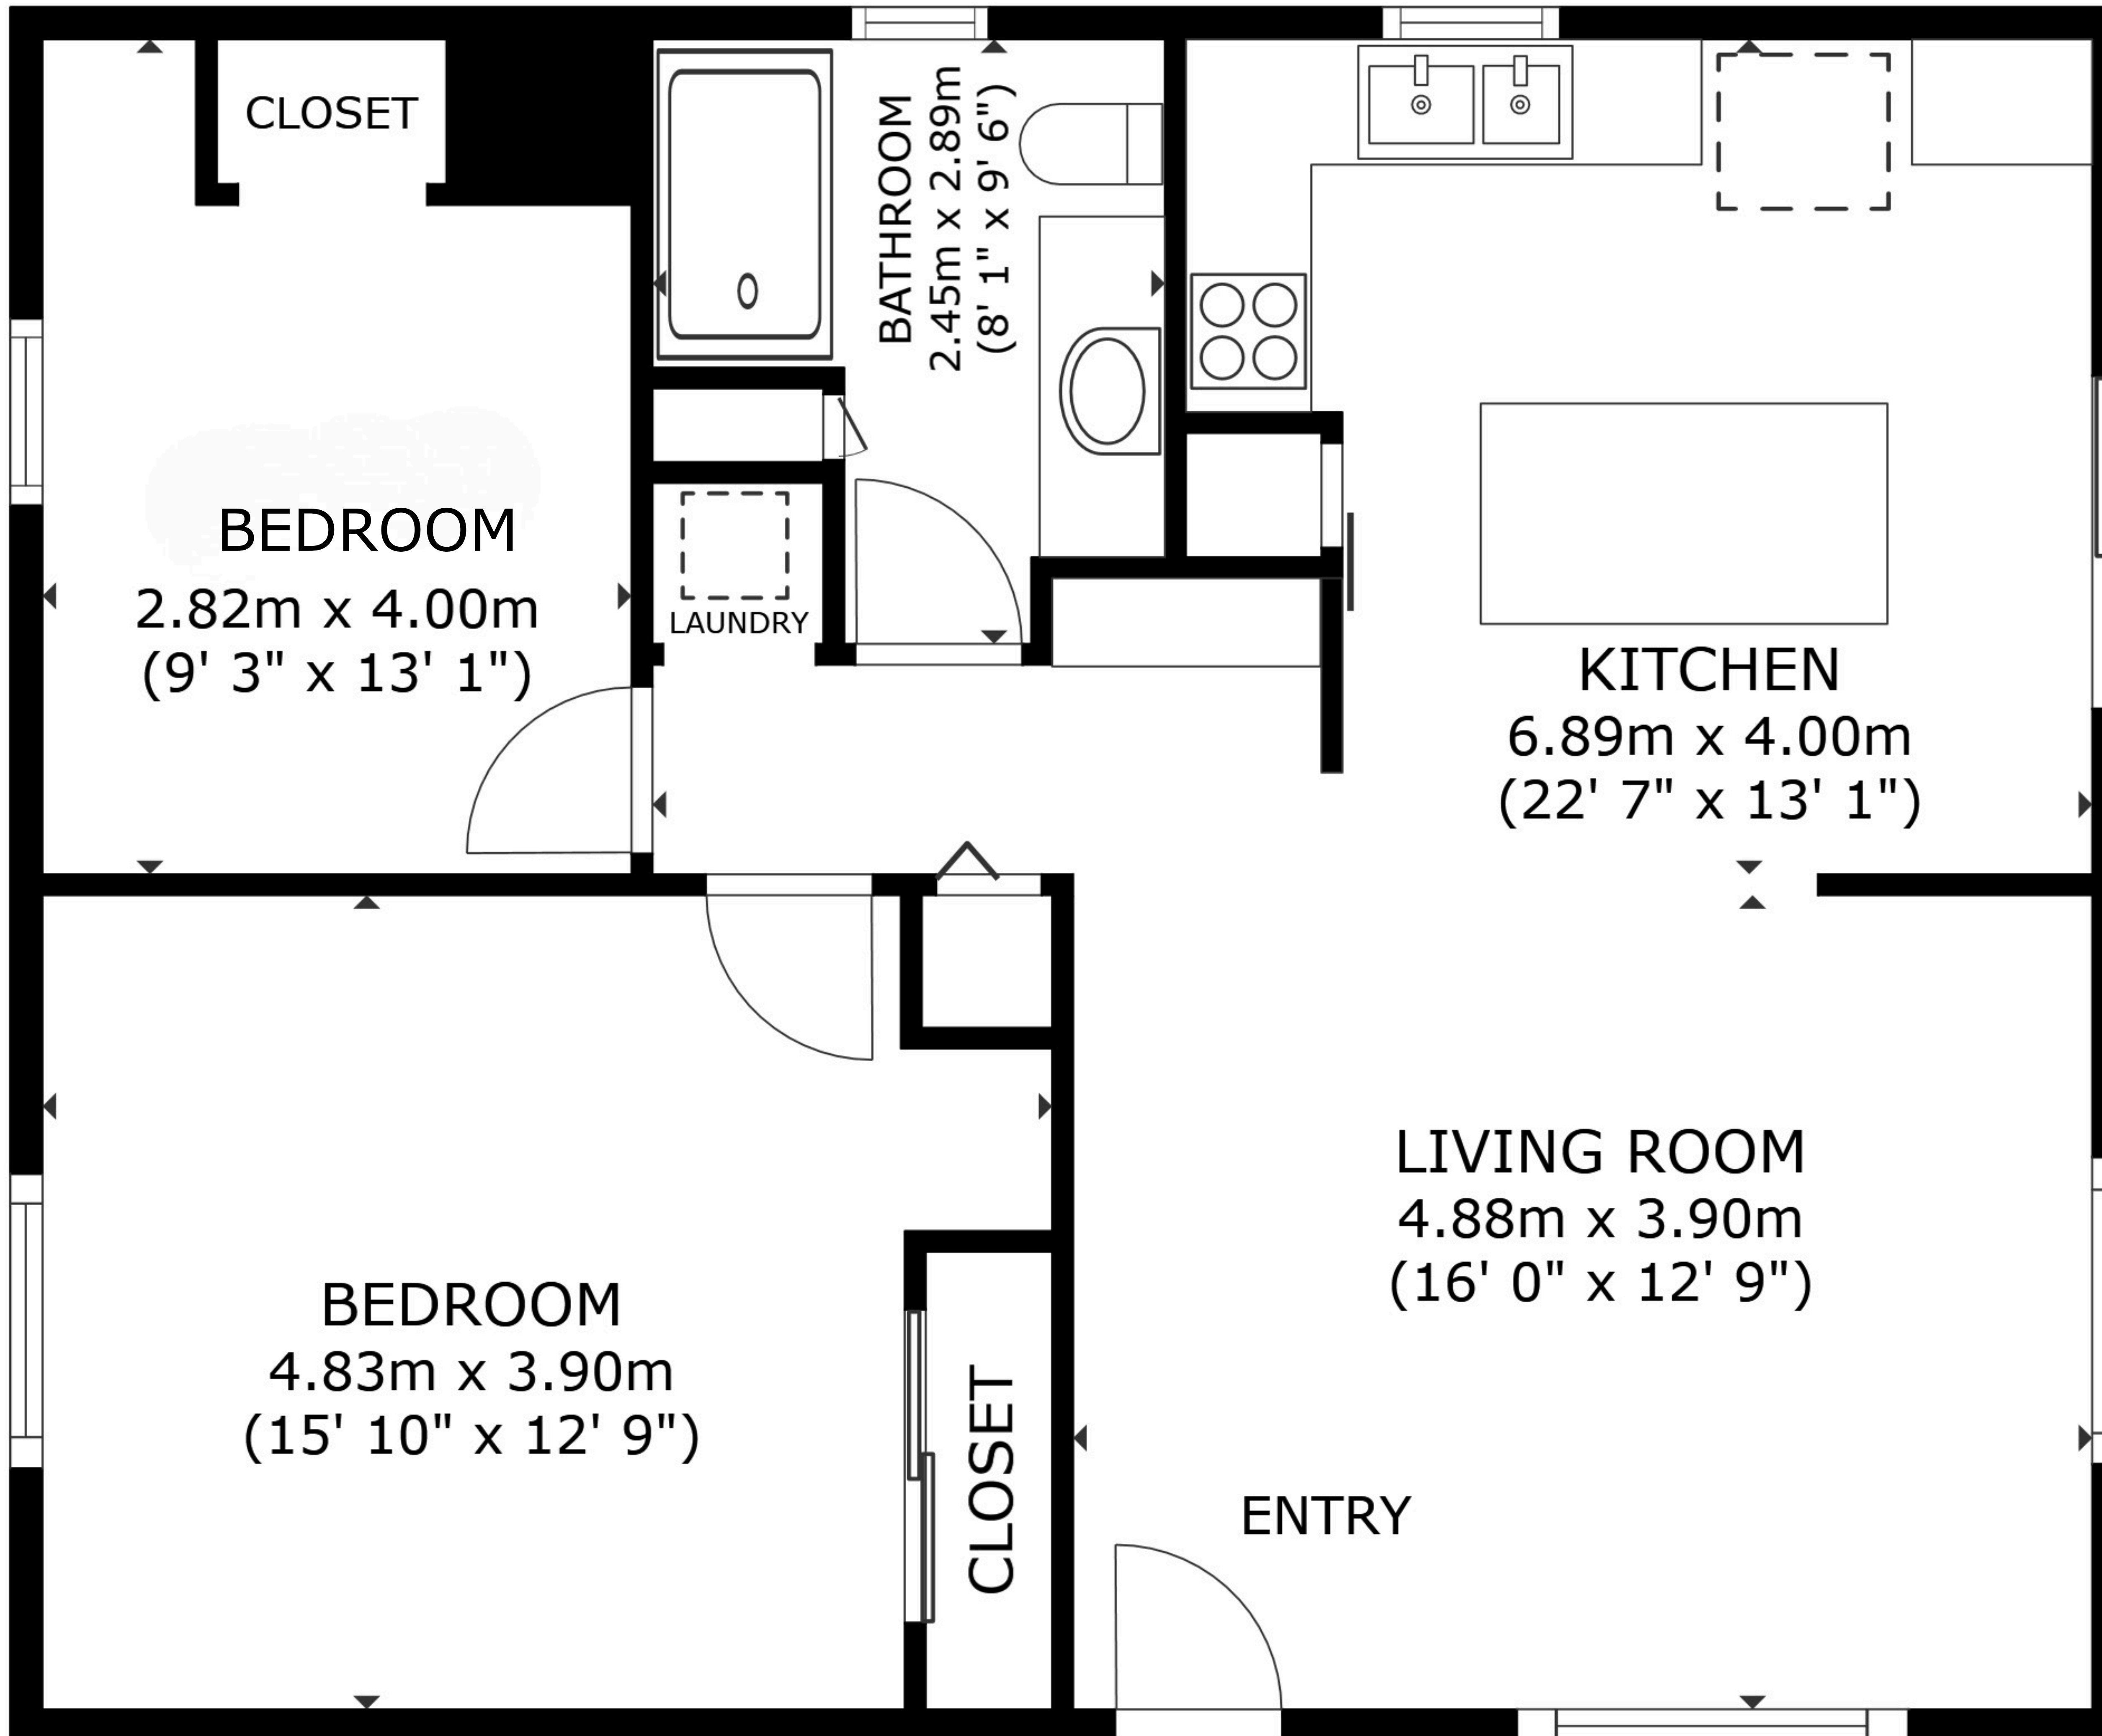 CLOSET
BATHROOM
2.45m x 2.89m
(8' 1" x 9' 6")
BEDROOM
2.82m x 4.00m
(9' 3" x 13' 1")
LAUNDRY
KITCHEN
6.89m x 4.00m
(22' 7" x 13' 1")
LIVING ROOM
4.88m x 3.90m
(16' 0" x 12' 9")
BEDROOM
4.83m x 3.90m
(15' 10" x 12' 9")
CLOSET
ENTRY